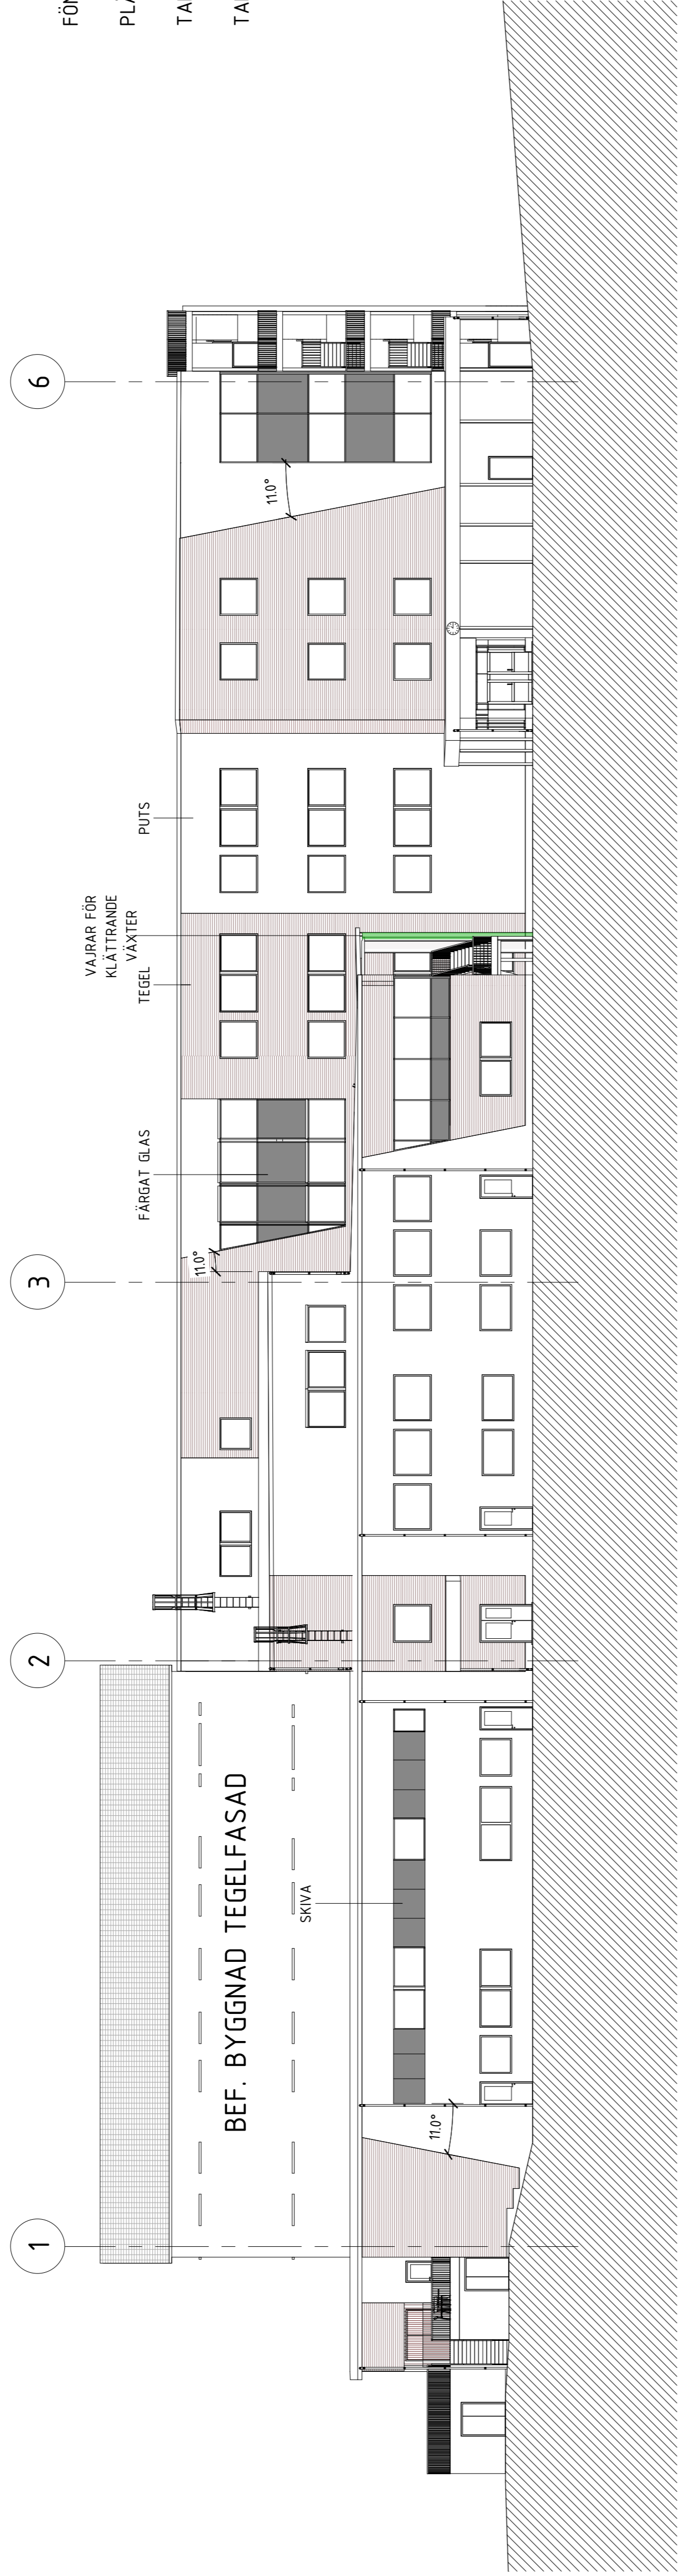 1
2
3
6
VAJRAR FÖR
KLÄTTRANDE
VÄXTER
FÄRGAT GLAS
TEGEL
PUTS
11.0°
BEF. BYGGNAD TEGELFASAD
11.0°
SKIVA
11.0°